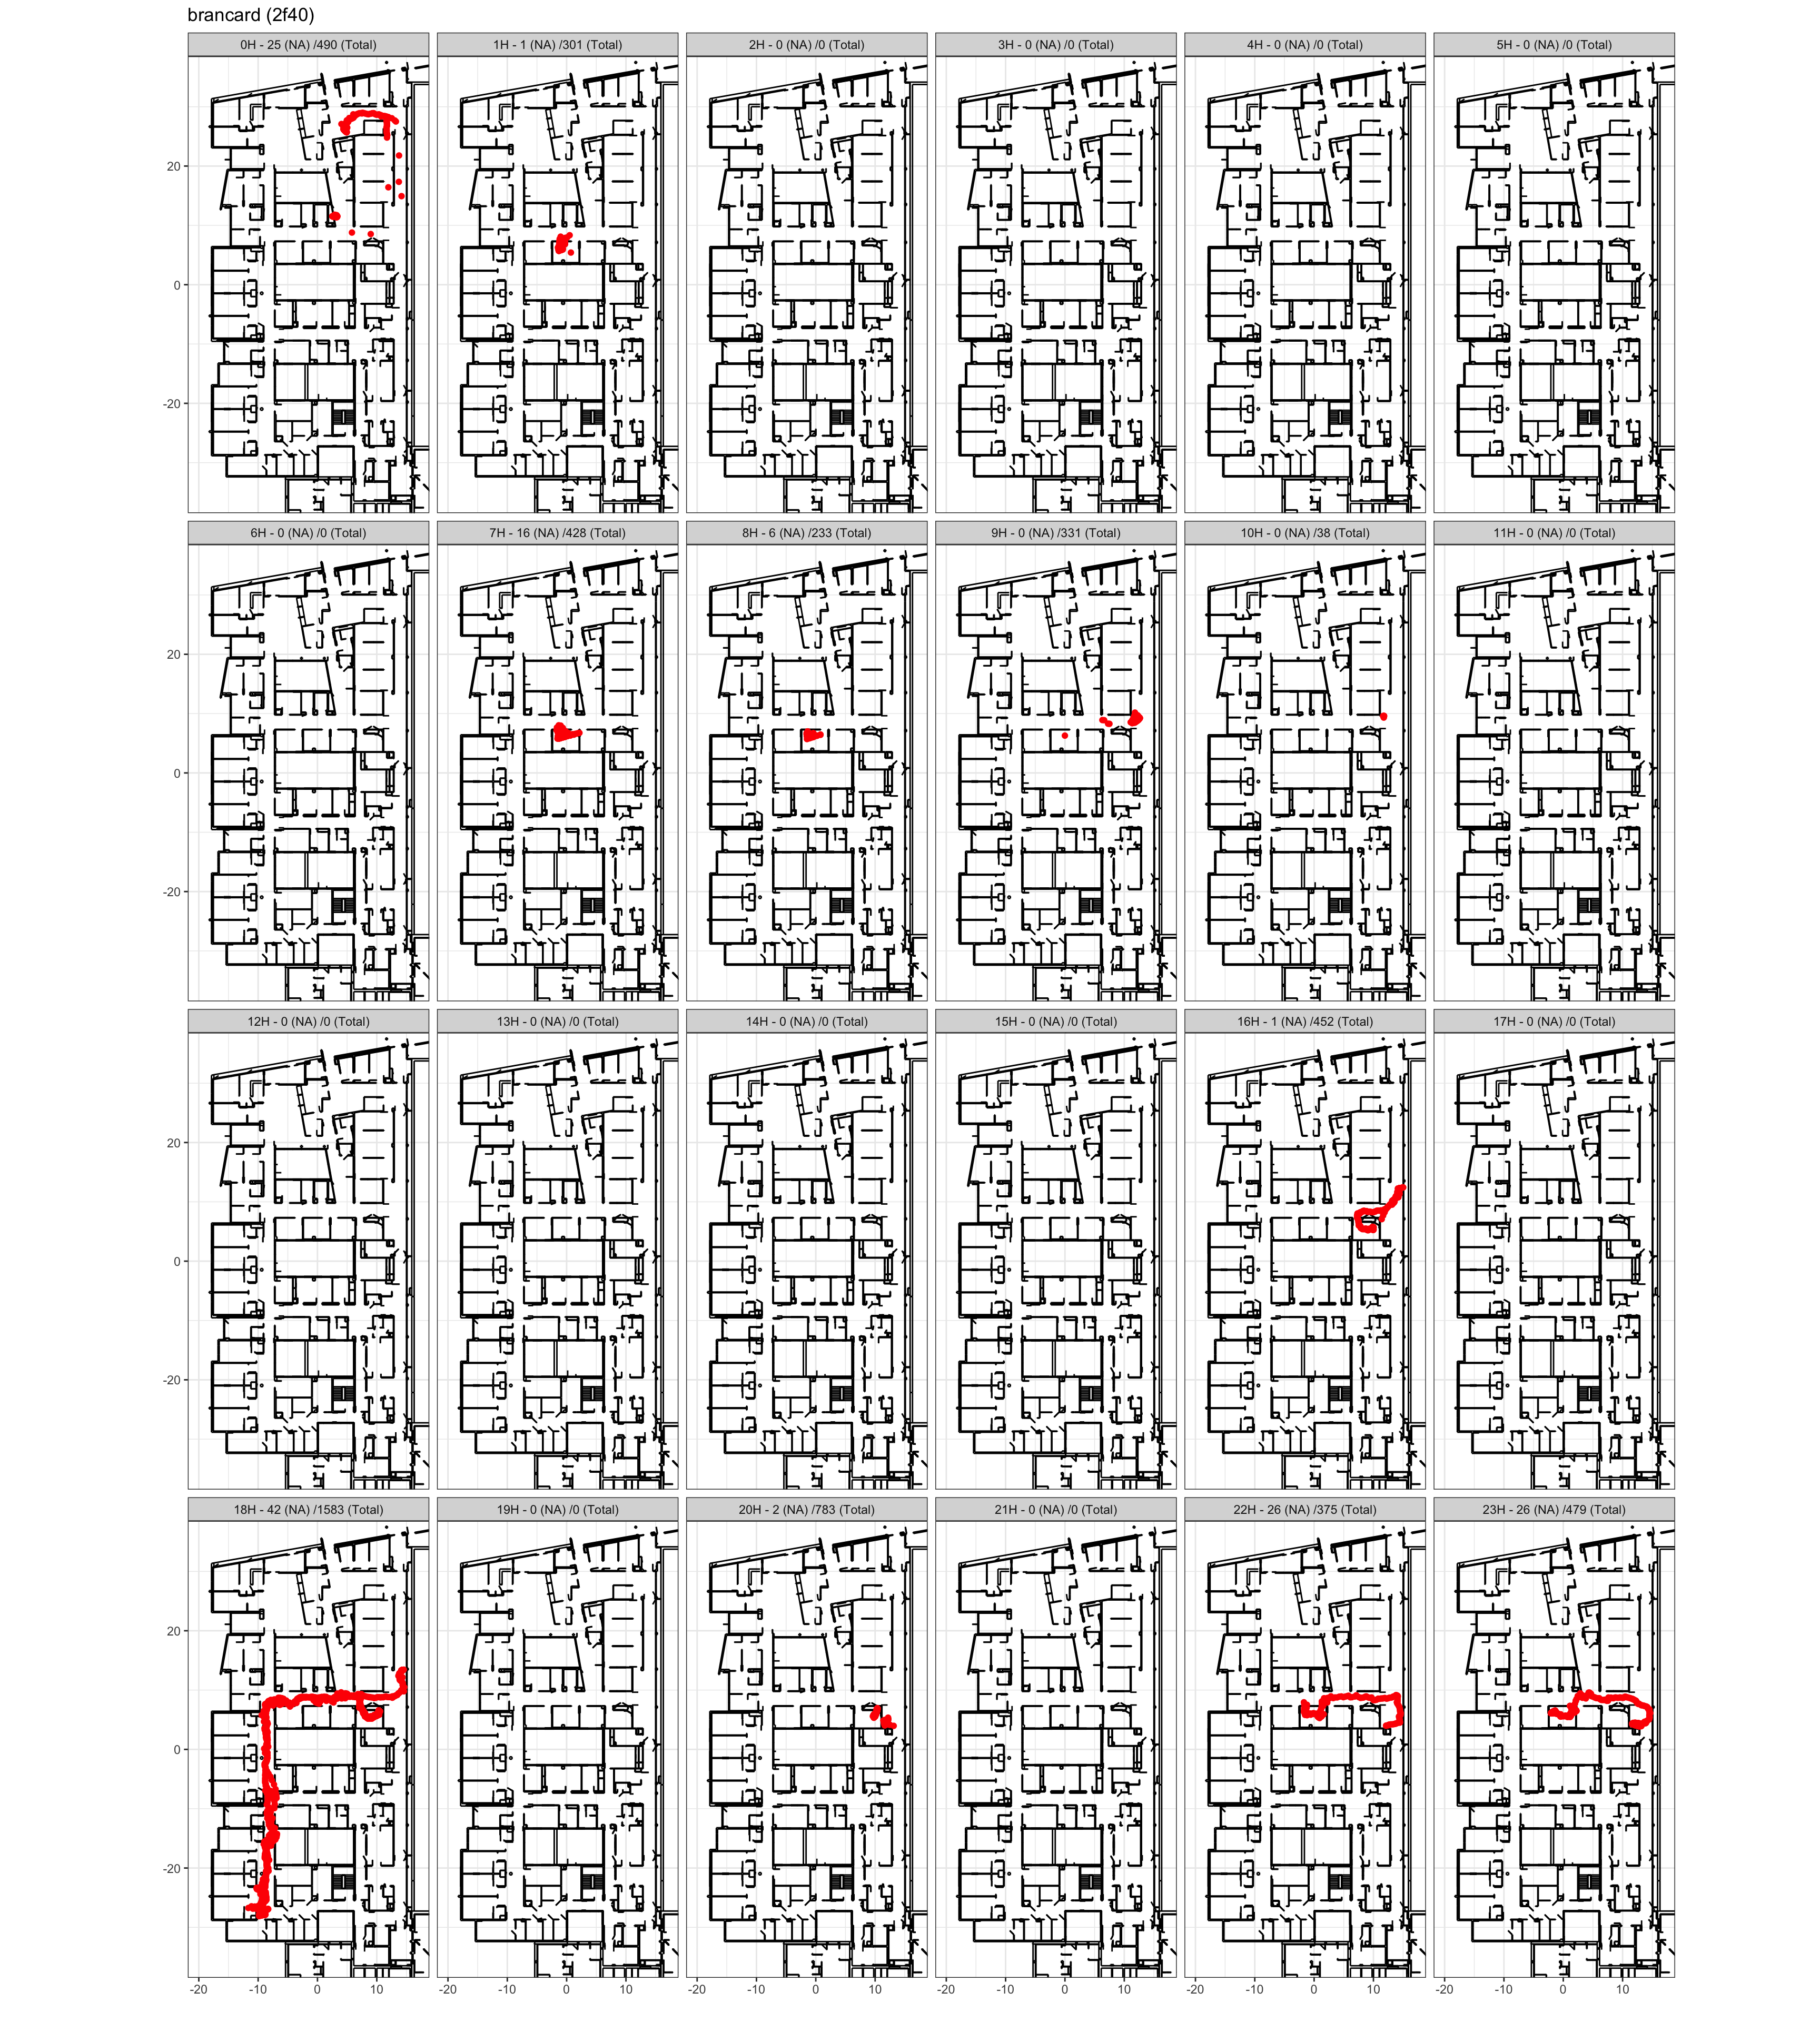 brancard (2f40)
0H - 25 (NA) /490 (Total) 1H - 1 (NA) /301 (Total) 2H - 0 (NA) /0 (Total) 3H - 0 (NA) /0 (Total) 4H - 0 (NA) /0 (Total) 5H - 0 (NA) /0 (Total)
20
0
-20
6H - 0 (NA) /0 (Total) 7H - 16 (NA) /428 (Total) 8H - 6 (NA) /233 (Total) 9H - 0 (NA) /331 (Total) 10H - 0 (NA) /38 (Total) 11H - 0 (NA) /0 (Total)
20
0
-20
12H - 0 (NA) /0 (Total) 13H - 0 (NA) /0 (Total) 14H - 0 (NA) /0 (Total) 15H - 0 (NA) /0 (Total) 16H - 1 (NA) /452 (Total) 17H - 0 (NA) /0 (Total)
20
0
-20
18H - 42 (NA) /1583 (Total) 19H - 0 (NA) /0 (Total) 20H - 2 (NA) /783 (Total) 21H - 0 (NA) /0 (Total) 22H - 26 (NA) /375 (Total) 23H - 26 (NA) /479 (Total)
20
0
-20
-20 -10 0 10 -20 -10 0 10 -20 -10 0 10 -20 -10 0 10 -20 -10 0 10 -20 -10 0 10